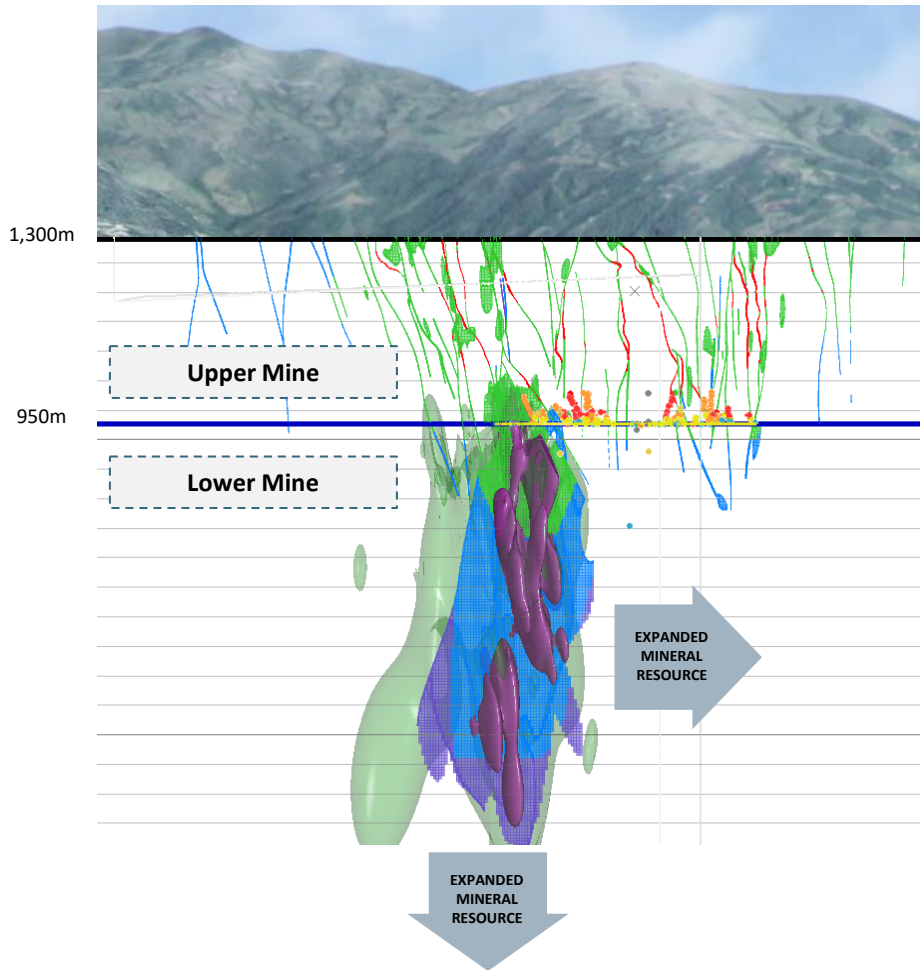 1,300m
Upper Mine
950m
Lower Mine
EXPANDED
MINERAL
RESOURCE
EXPANDED
MINERAL
RESOURCE